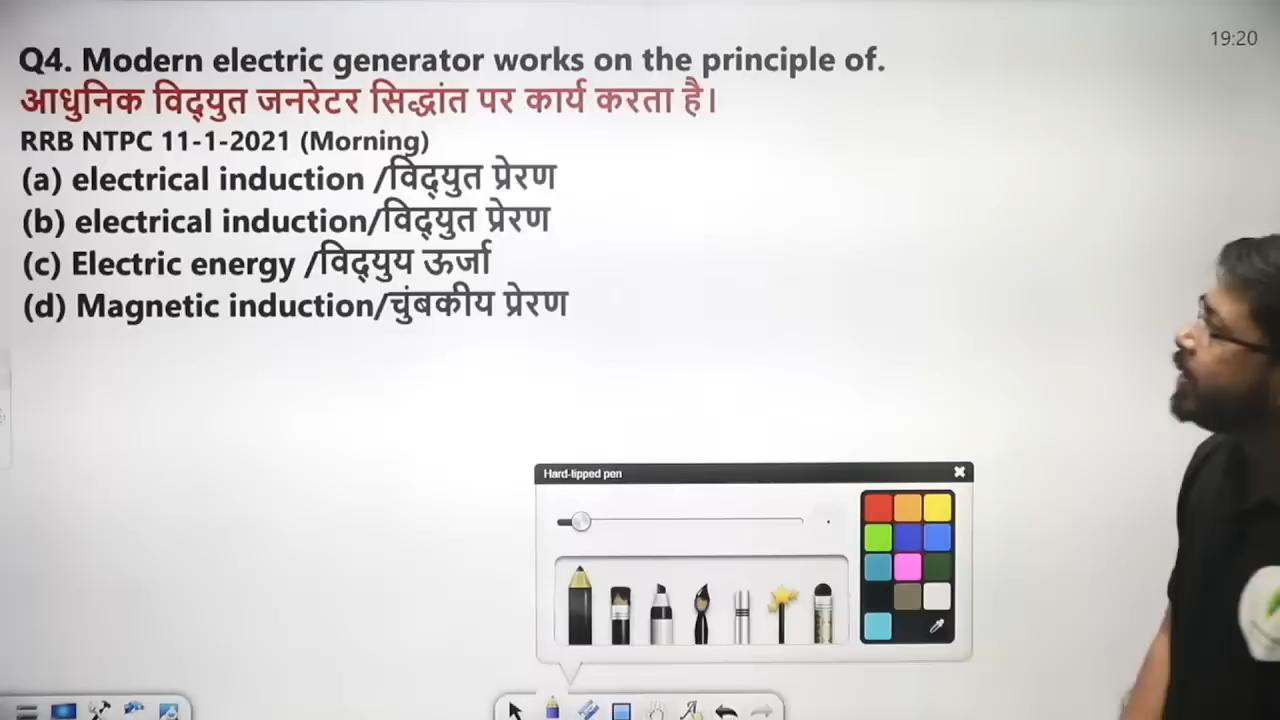 19:20
Q4. Modern electric generator works on the principle of.
आधुनिक विद्युत जनरेटर सिद्धांत पर कार्य करता है।
RRB NTPC 11-1-2021 (Morning)
(a) electrical induction /विद्युत प्रेरण
(b) electrical induction/विद्युत प्रेरण
(c) Electric energy /विद्युय ऊर्जा
(d) Magnetic induction/चुंबकीय प्रेरण
Hard-tipped pen